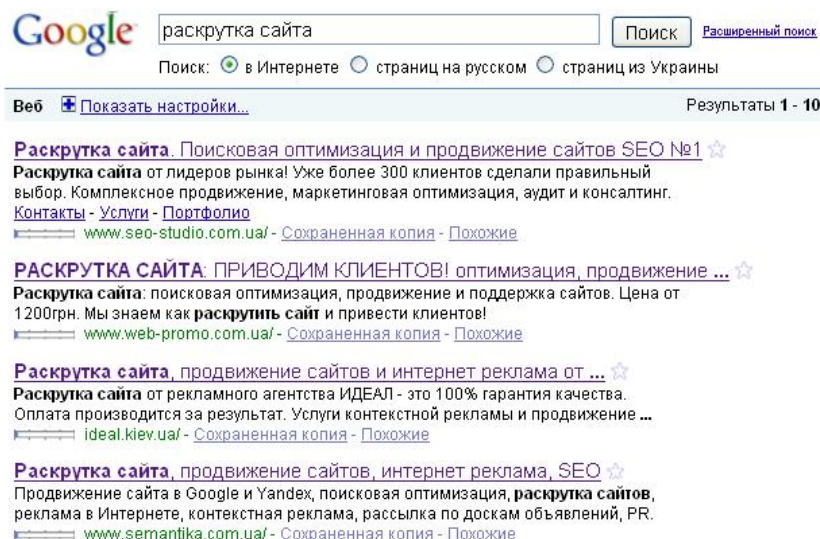 Google раскрутка сайта Поиск Расширенный поиск
Поиск: в Интернете страниц на русском страниц из Украины
Веб Показать настройки... Результаты 1 - 10
Раскрутка сайта. Поисковая оптимизация и продвижение сайтов SEO №1
Раскрутка сайта от лидеров рынка! Уже более 300 клиентов сделали правильный
выбор. Комплексное продвижение, маркетинговая оптимизация, аудит и консалтинг.
Контакты - Услуги - Портфолио
www.seo-studio.com.ua/ - Сохраненная копия - Похожие
РАСКРУТКА САЙТА: ПРИВОДИМ КЛИЕНТОВ! оптимизация, продвижение ...
Раскрутка сайта: поисковая оптимизация, продвижение и поддержка сайтов. Цена от
1200грн. Мы знаем как раскрутить сайт и привести клиентов!
www.web-promo.com.ua/ - Сохраненная копия - Похожие
Раскрутка сайта, продвижение сайтов и интернет реклама от ...
Раскрутка сайта от рекламного агентства ИДЕАЛ - это 100% гарантия качества.
Оплата производится за результат. Услуги контекстной рекламы и продвижение ...
ideal.kiev.ua/ - Сохраненная копия - Похожие
Раскрутка сайта, продвижение сайтов, интернет реклама, SEO
Продвижение сайта в Google и Yandex, поисковая оптимизация, раскрутка сайтов,
реклама в Интернете, контекстная реклама, рассылка по доскам объявлений, PR.
www.semantika.com.ua/ - Сохраненная копия - Похожие